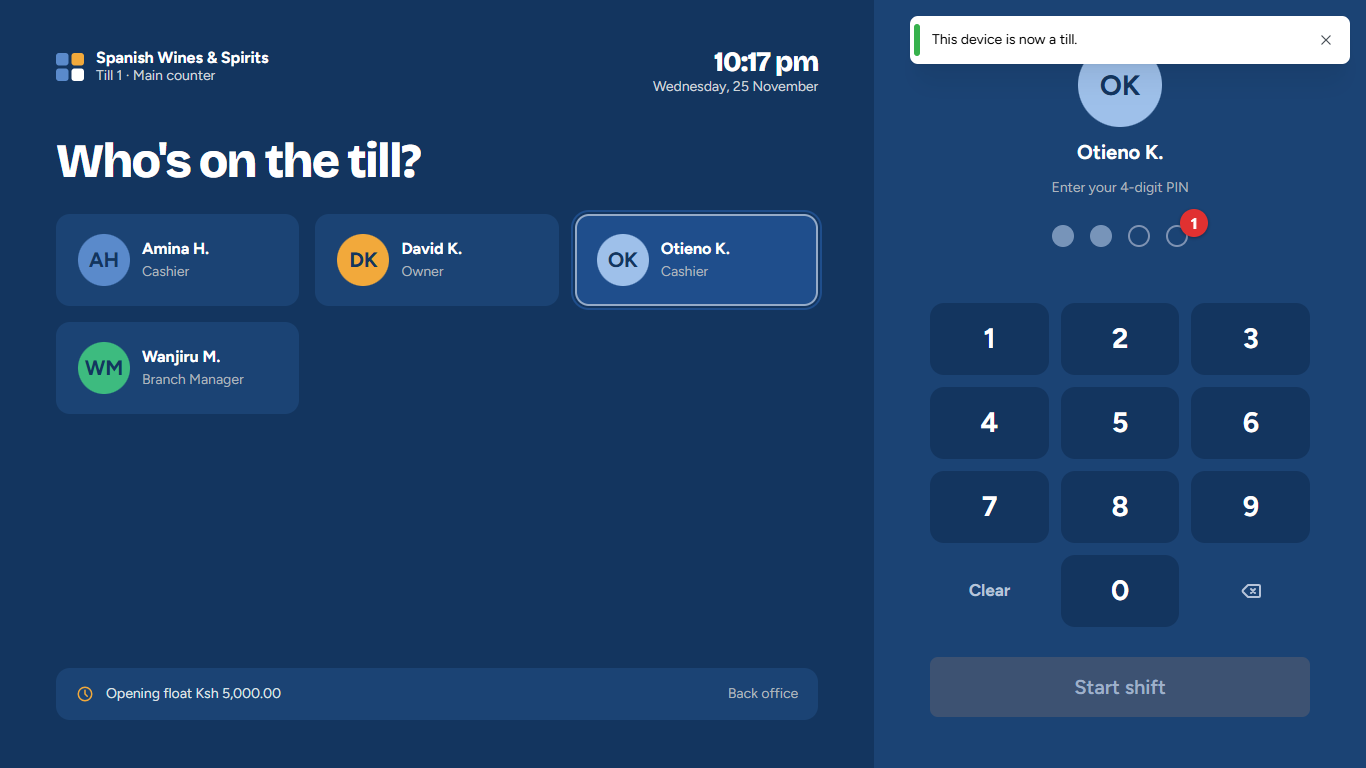 Spanish Wines & Spirits
Till 1 · Main counter
10:17 pm
Wednesday, 25 November
Who's on the till?
AH
Amina H.
Cashier
DK
David K.
Owner
OK
Otieno K.
Cashier
WM
Wanjiru M.
Branch Manager
Opening float Ksh 5,000.00
Back office
This device is now a till.
OK
Otieno K.
Enter your 4-digit PIN
1
1 2 3
4 5 6
7 8 9
Clear 0
Start shift